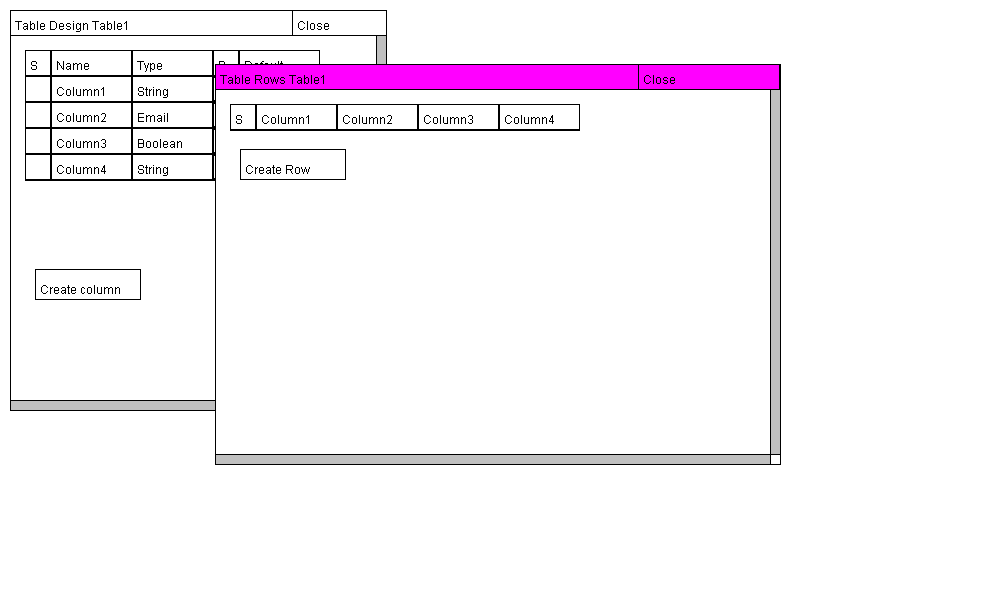 Table Design Table1 Close
S Name Type
Column1 String
Column2 Email
Column3 Boolean
Column4 String
Create column
Table Rows Table1 Close
S Column1 Column2 Column3 Column4
Create Row